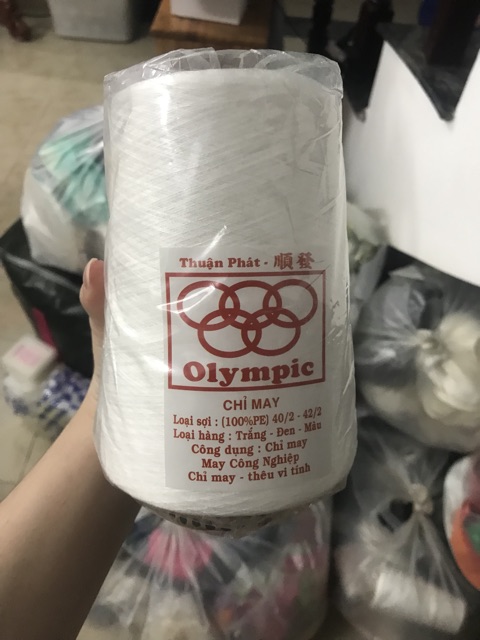 Thuận Phát - 順發
Olympic
CHỈ MAY
Loại sợi : (100%PE) 40/2 - 42/2
Loại hàng : Trắng - Đen - Màu
Công dụng : Chỉ may
May Công Nghiệp
Chỉ may - thêu vi tính